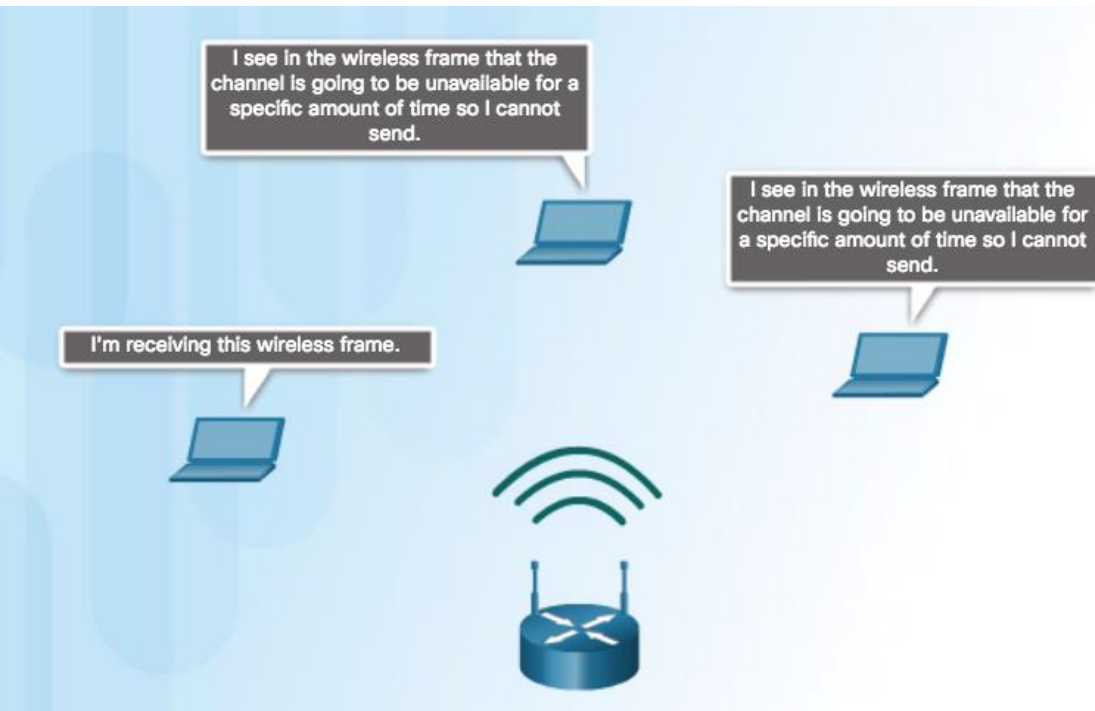 I see in the wireless frame that the
channel is going to be unavailable for a
specific amount of time so I cannot
send.
I see in the wireless frame that the
channel is going to be unavailable for
a specific amount of time so I cannot
send.
I'm receiving this wireless frame.